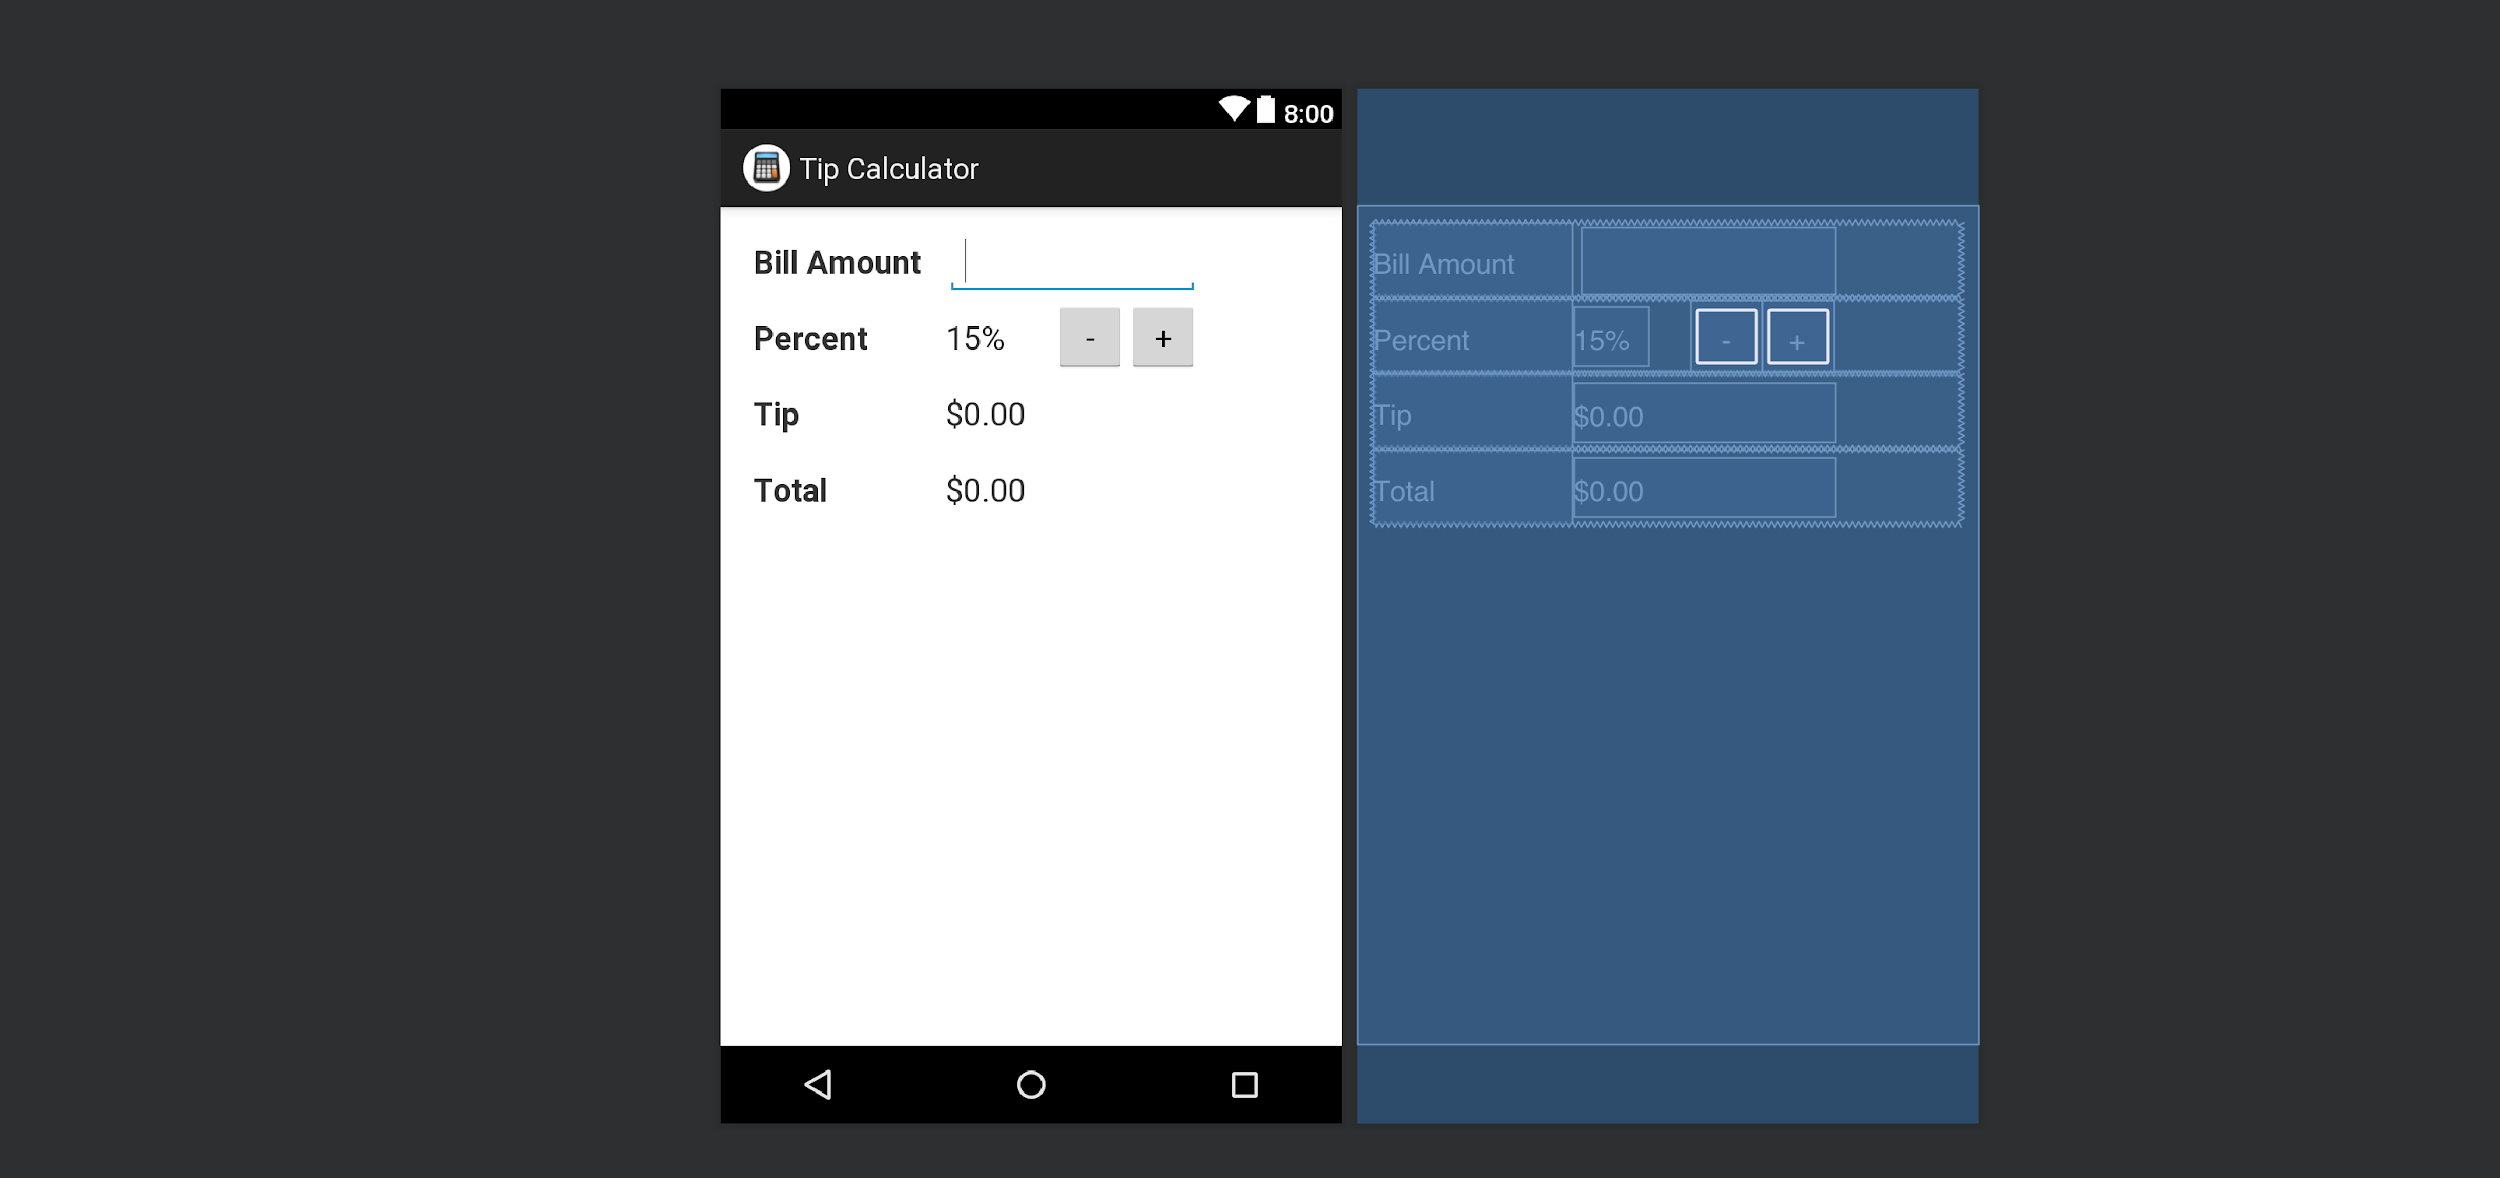 8:00
Tip Calculator
Bill Amount
Percent 15% - +
Tip $0.00
Total $0.00
Bill Amount
Percent 15% - +
Tip $0.00
Total $0.00